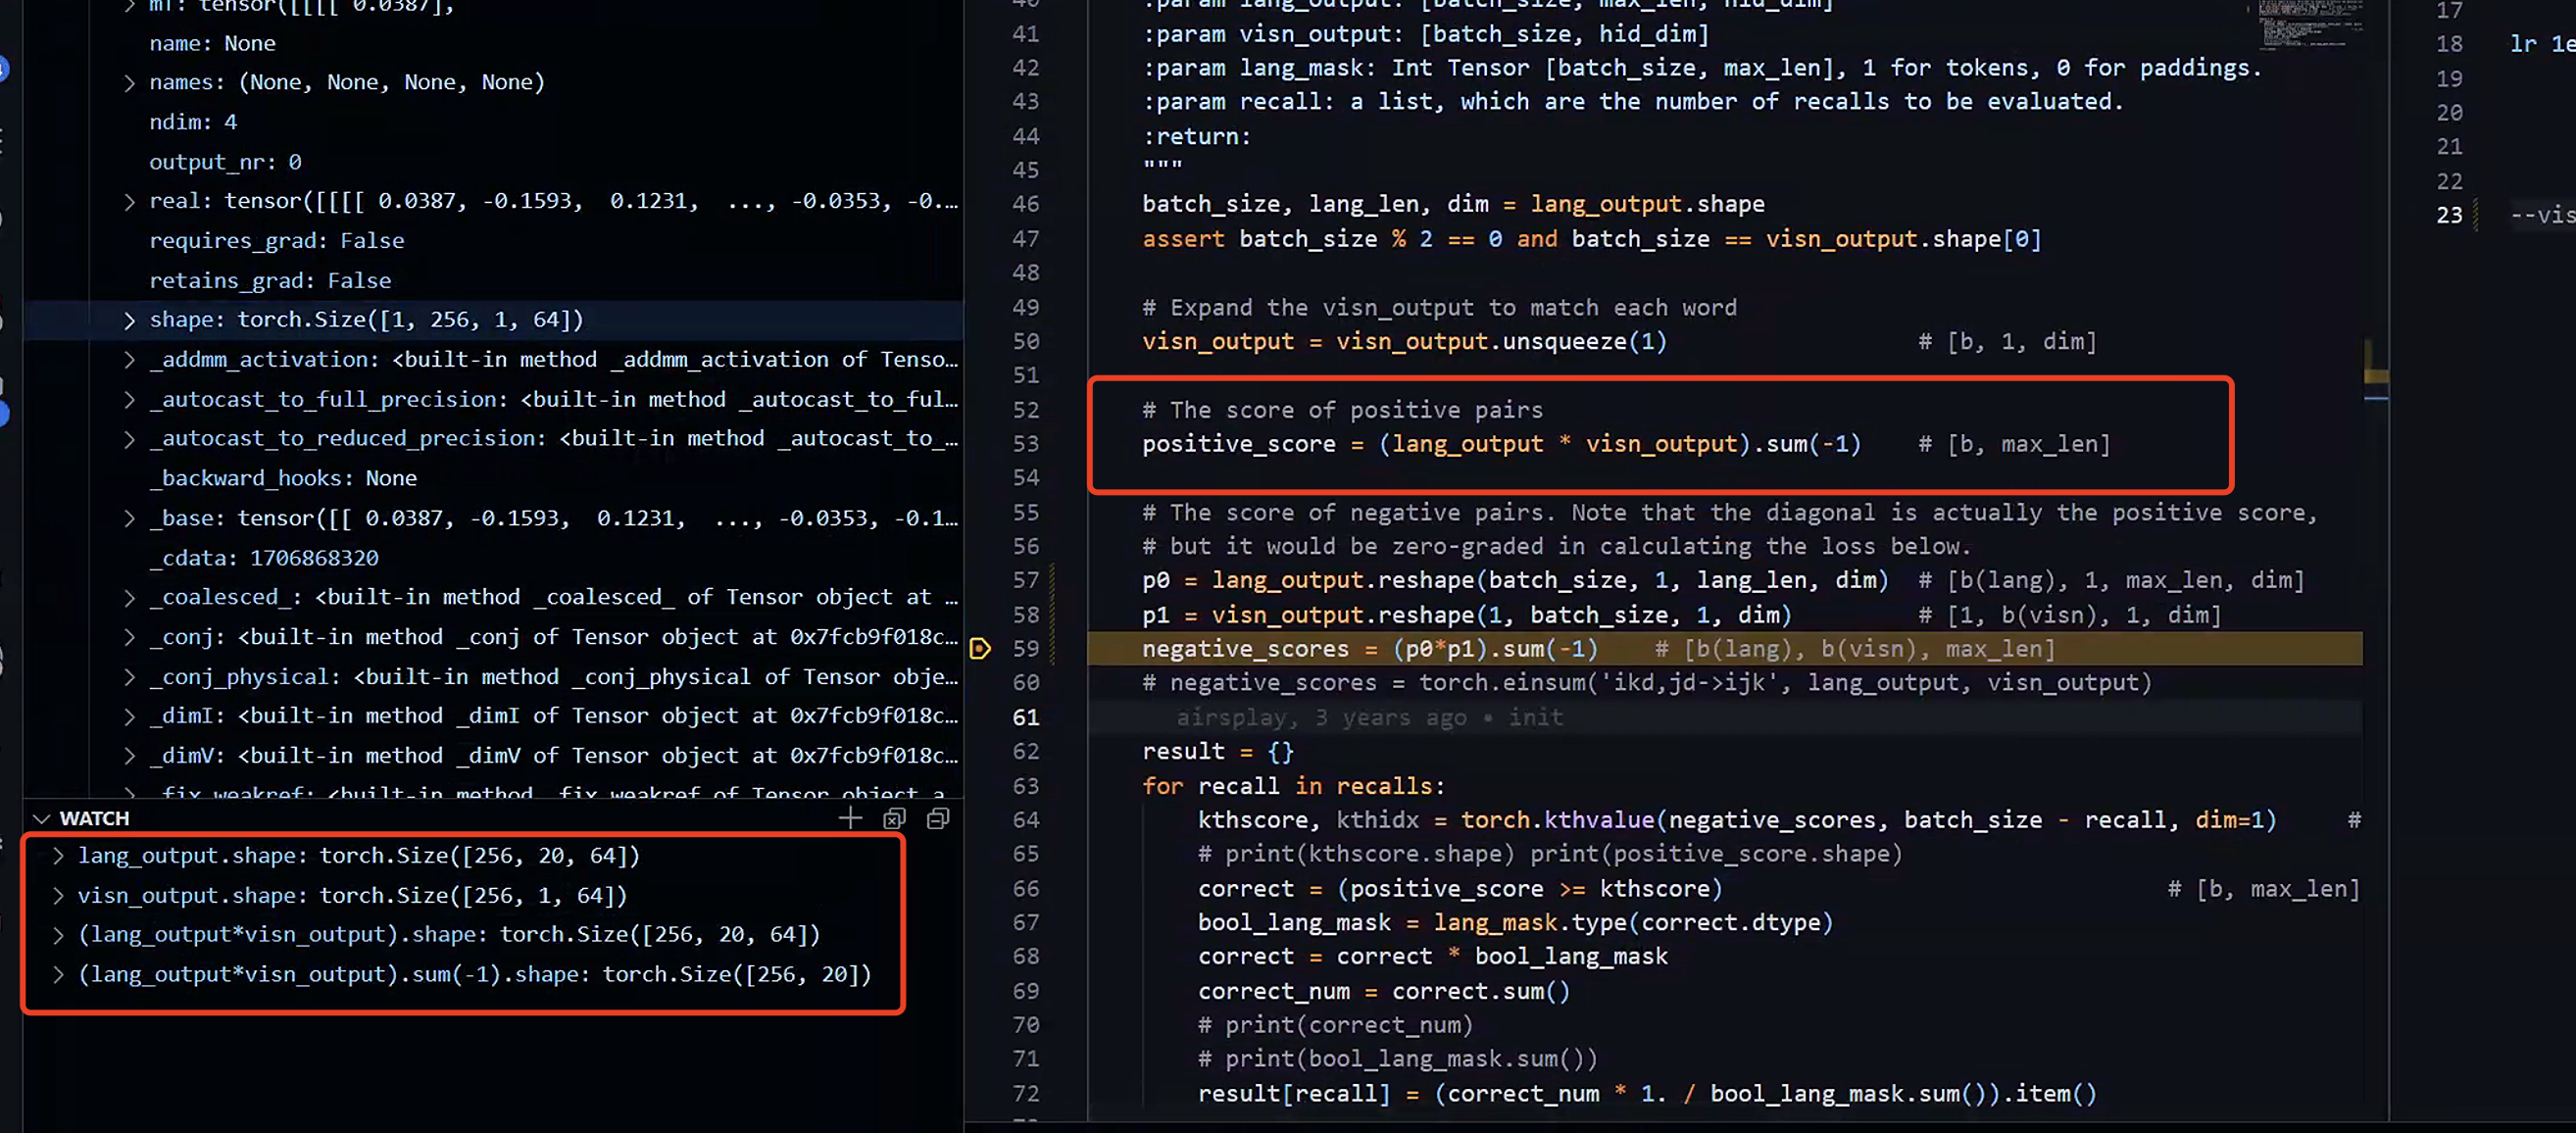 mT: tensor([[[[ 0.0387],
name: None
names: (None, None, None, None)
ndim: 4
output_nr: 0
real: tensor([[[[ 0.0387, -0.1593,  0.1231,  ..., -0.0353, -0.…
requires_grad: False
retains_grad: False
shape: torch.Size([1, 256, 1, 64])
_addmm_activation: <built-in method _addmm_activation of Tenso…
_autocast_to_full_precision: <built-in method _autocast_to_ful…
_autocast_to_reduced_precision: <built-in method _autocast_to_…
_backward_hooks: None
_base: tensor([[ 0.0387, -0.1593,  0.1231,  ..., -0.0353, -0.1…
_cdata: 1706868320
_coalesced_: <built-in method _coalesced_ of Tensor object at …
_conj: <built-in method _conj of Tensor object at 0x7fcb9f018c…
_conj_physical: <built-in method _conj_physical of Tensor obje…
_dimI: <built-in method _dimI of Tensor object at 0x7fcb9f018c…
_dimV: <built-in method _dimV of Tensor object at 0x7fcb9f018c…
_fix_weakref: <built-in method _fix_weakref of Tensor object a
WATCH
lang_output.shape: torch.Size([256, 20, 64])
visn_output.shape: torch.Size([256, 1, 64])
(lang_output*visn_output).shape: torch.Size([256, 20, 64])
(lang_output*visn_output).sum(-1).shape: torch.Size([256, 20])
40 :param lang_output: [batch_size, max_len, hid_dim]
41 :param visn_output: [batch_size, hid_dim]
42 :param lang_mask: Int Tensor [batch_size, max_len], 1 for tokens, 0 for paddings.
43 :param recall: a list, which are the number of recalls to be evaluated.
44 :return:
45 """
46 batch_size, lang_len, dim = lang_output.shape
47 assert batch_size % 2 == 0 and batch_size == visn_output.shape[0]
48
49 # Expand the visn_output to match each word
50 visn_output = visn_output.unsqueeze(1) # [b, 1, dim]
51
52 # The score of positive pairs
53 positive_score = (lang_output * visn_output).sum(-1) # [b, max_len]
54
55 # The score of negative pairs. Note that the diagonal is actually the positive score,
56 # but it would be zero-graded in calculating the loss below.
57 p0 = lang_output.reshape(batch_size, 1, lang_len, dim) # [b(lang), 1, max_len, dim]
58 p1 = visn_output.reshape(1, batch_size, 1, dim) # [1, b(visn), 1, dim]
59 negative_scores = (p0*p1).sum(-1) # [b(lang), b(visn), max_len]
60 # negative_scores = torch.einsum('ikd,jd->ijk', lang_output, visn_output)
61 airsplay, 3 years ago • init
62 result = {}
63 for recall in recalls:
64 kthscore, kthidx = torch.kthvalue(negative_scores, batch_size - recall, dim=1) #
65 # print(kthscore.shape) print(positive_score.shape)
66 correct = (positive_score >= kthscore) # [b, max_len]
67 bool_lang_mask = lang_mask.type(correct.dtype)
68 correct = correct * bool_lang_mask
69 correct_num = correct.sum()
70 # print(correct_num)
71 # print(bool_lang_mask.sum())
72 result[recall] = (correct_num * 1. / bool_lang_mask.sum()).item()
17
18 lr 1e
19
20
21
22
23 --vis